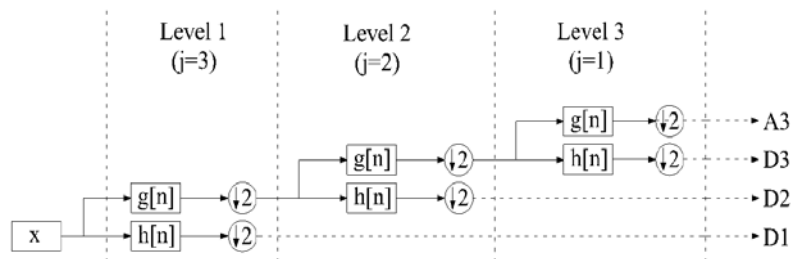 Level 1 Level 2 Level 3
(j=3) (j=2) (j=1)
g[n] ↓2 A3
g[n] ↓2 h[n] ↓2 D3
g[n] ↓2 h[n] ↓2 D2
x h[n] ↓2 D1